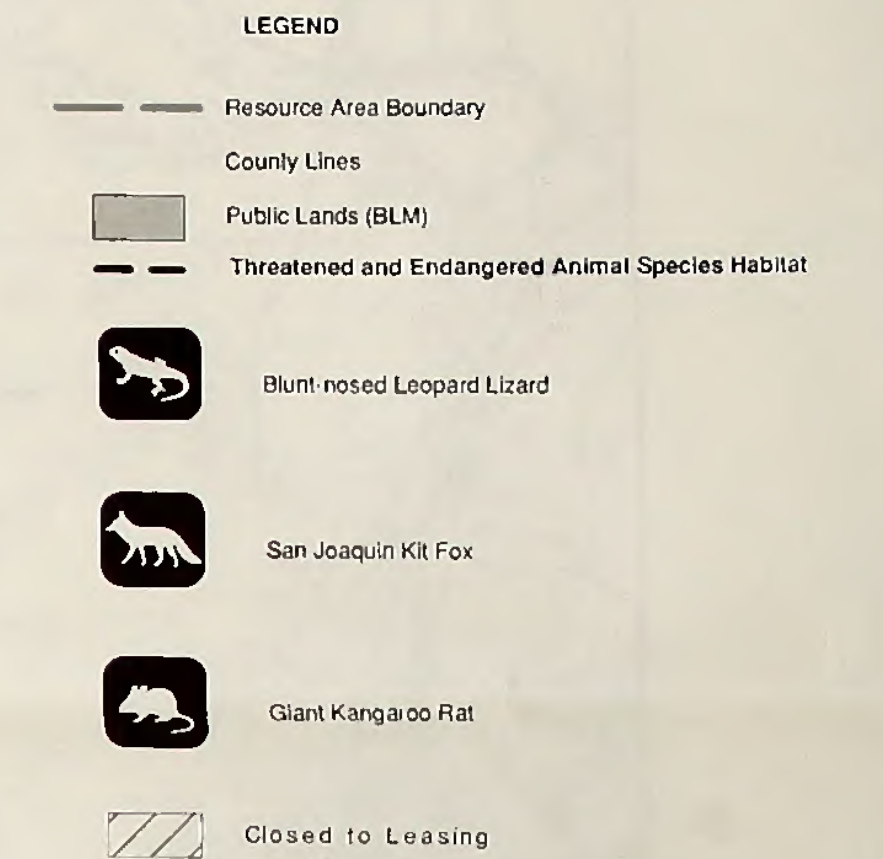 LEGEND
Resource Area Boundary
County Lines
Public Lands (BLM)
Threatened and Endangered Animal Species Habitat
Blunt-nosed Leopard Lizard
San Joaquin Kit Fox
Giant Kangaroo Rat
Closed to Leasing